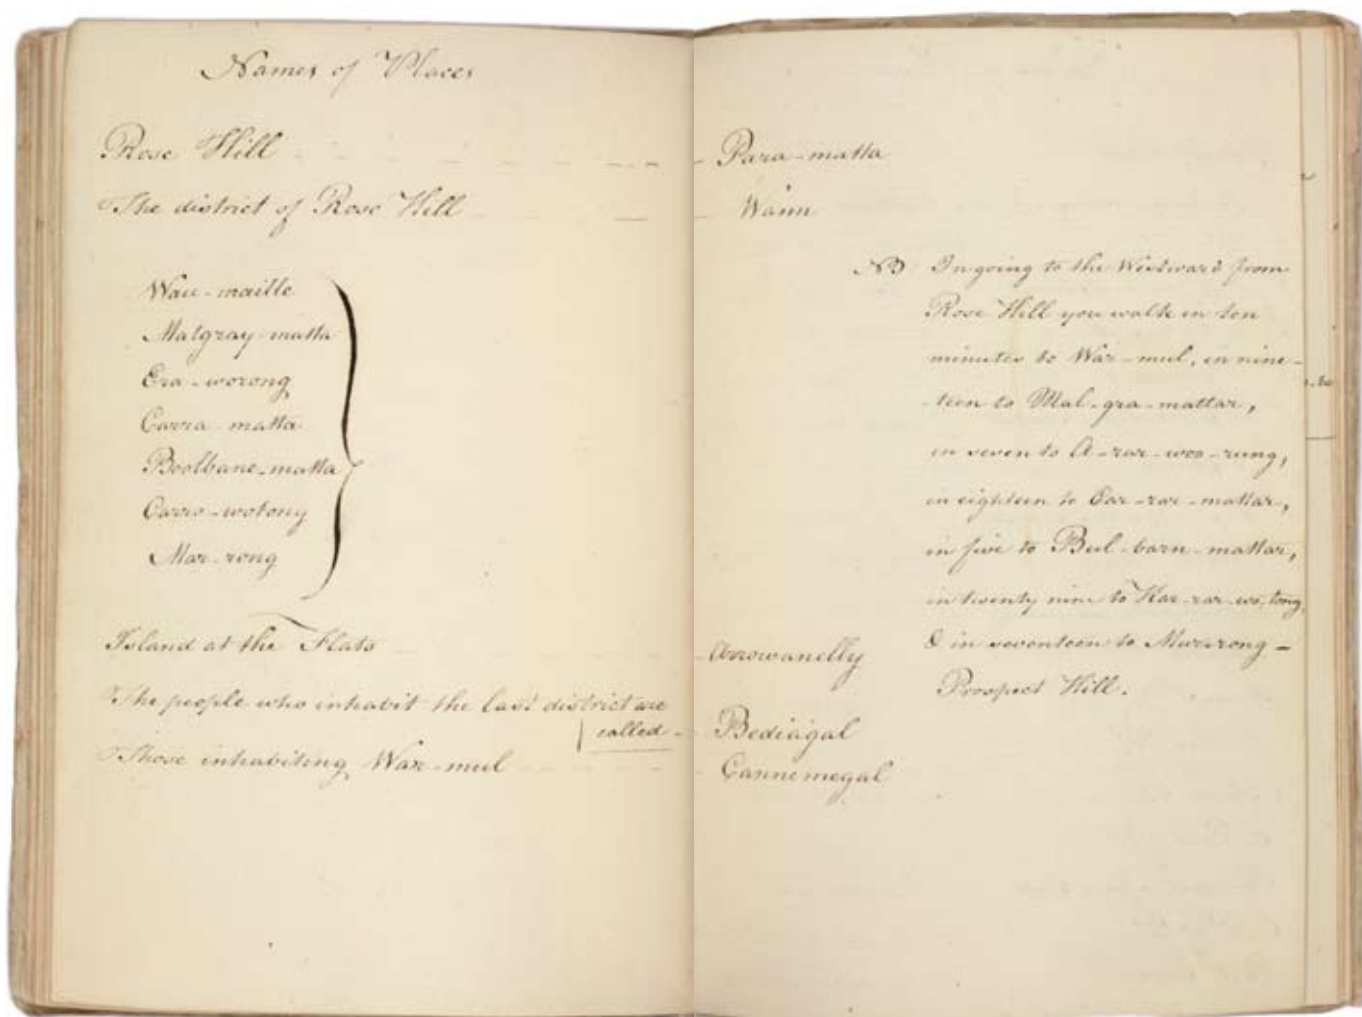 Names of Places
Rose Hill - - - - - - - Para-matta
The district of Rose Hill - - - - Wann
Wau-maille
Malgray-matta
Era-worong
Carra-matta
Boolbane-matta
Carro-wotong
Mar-rong
NB In going to the Westward from
Rose Hill you walk in ten
minutes to War-mul, in nine-
-teen to Mal-gra-mattar,
in seven to A-rar-woo-rung,
in eighteen to Car-rar-mattar,
in five to Bul-barn-mattar,
in twenty nine to Kar-rar-wo-tong,
& in seventeen to Murrong-
Prospect Hill.
Island at the Flats - - - - - Arrowanelly
The people who inhabit the last district are
called - - Bediágal
Those inhabiting War-mul - - - - - Cannemegal